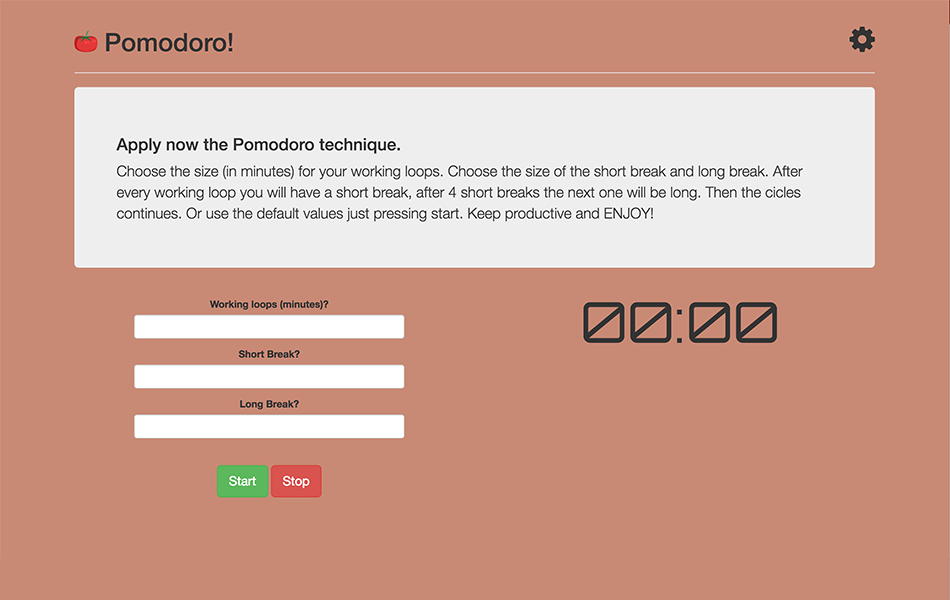 Pomodoro!
Apply now the Pomodoro technique.
Choose the size (in minutes) for your working loops. Choose the size of the short break and long break. After
every working loop you will have a short break, after 4 short breaks the next one will be long. Then the cicles
continues. Or use the default values just pressing start. Keep productive and ENJOY!
Working loops (minutes)?
00:00
Short Break?
Long Break?
Start Stop